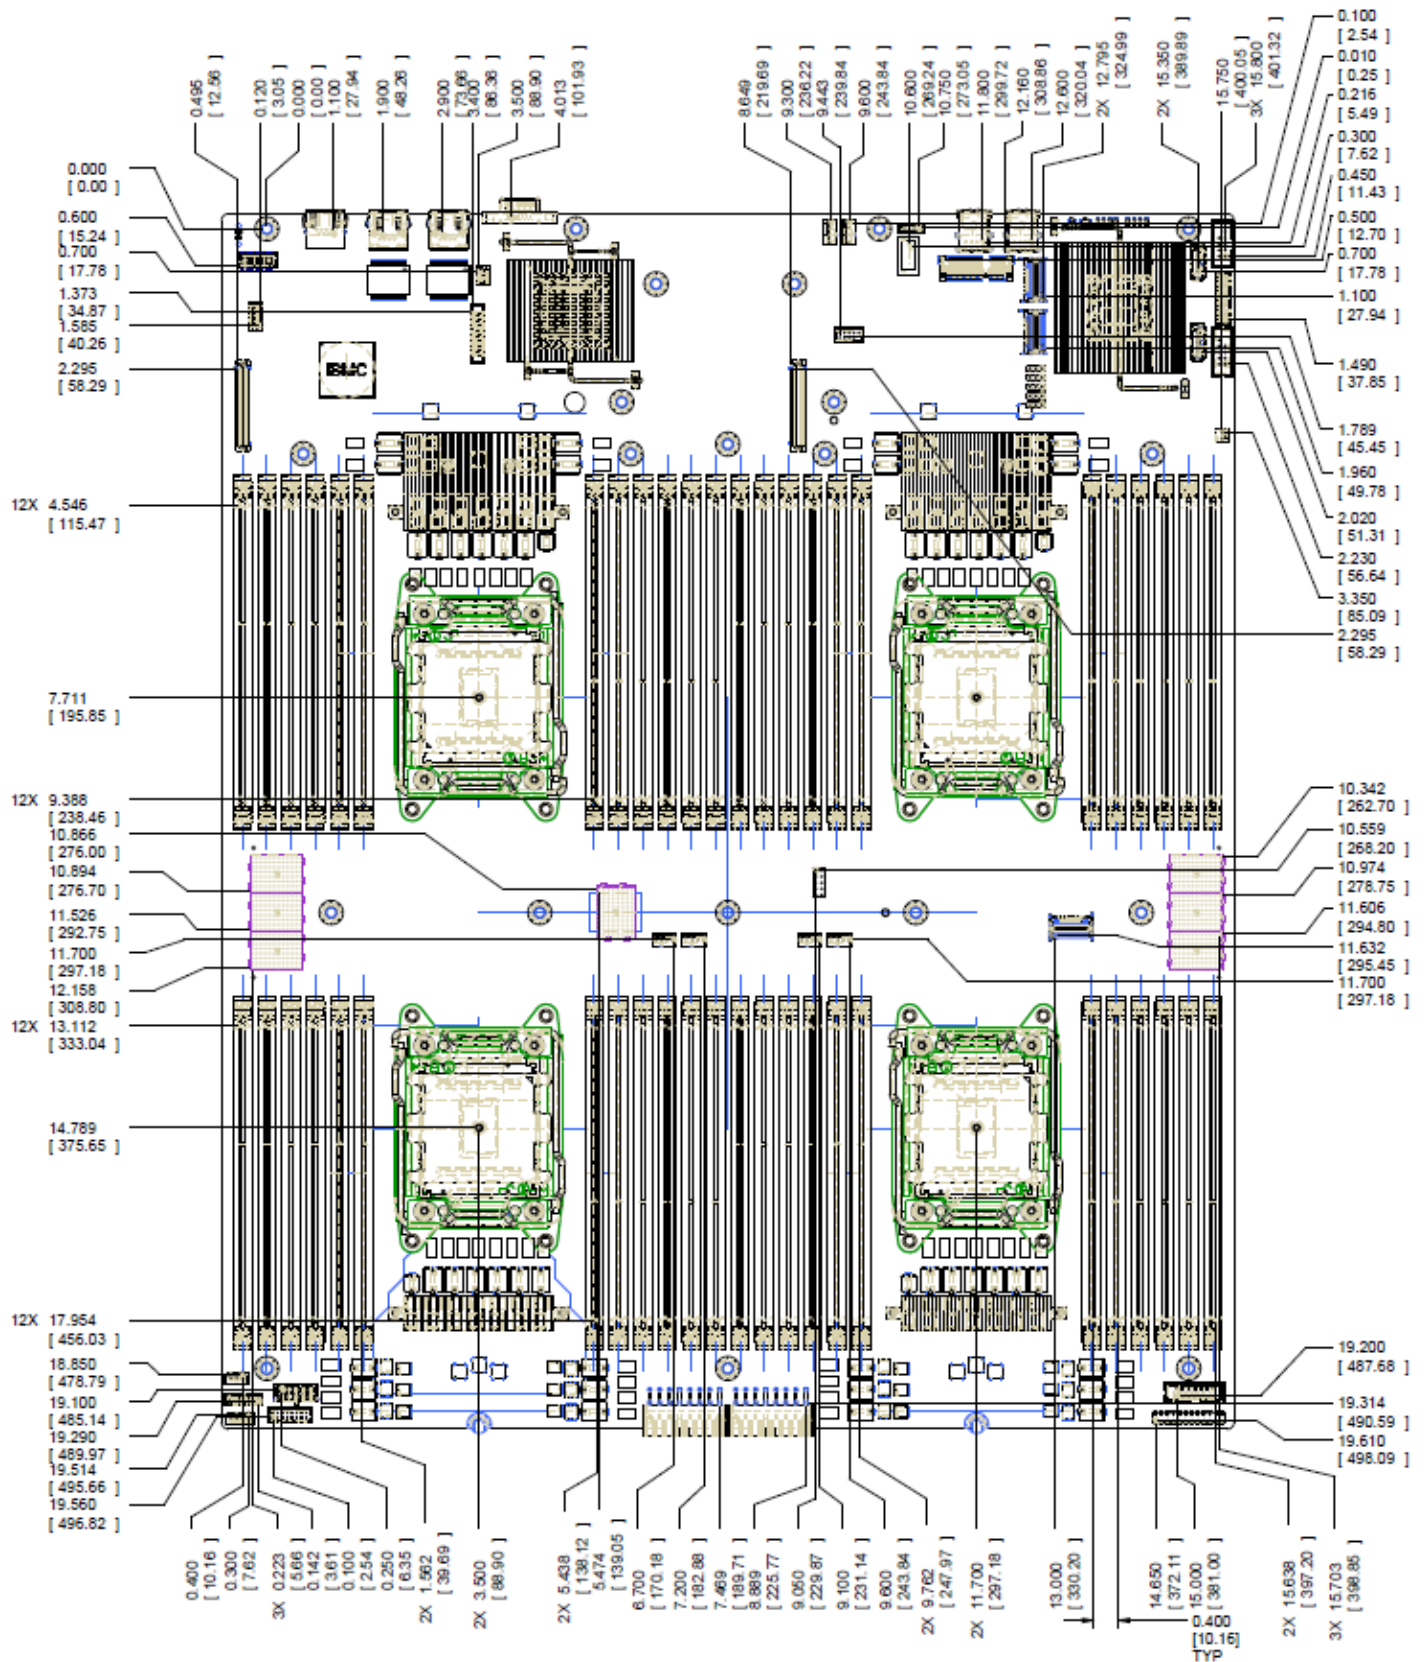 0.495
[ 12.56 ]
0.120
[ 3.05 ]
0.000
[ 0.00 ]
1.100
[ 27.94 ]
1.900
[ 48.26 ]
2.900
[ 73.66 ]
3.400
[ 86.36 ]
3.500
[ 88.90 ]
4.013
[ 101.93 ]
8.649
[ 219.69 ]
9.300
[ 236.22 ]
9.443
[ 239.84 ]
9.600
[ 243.84 ]
10.600
[ 269.24 ]
10.750
[ 273.05 ]
11.800
[ 299.72 ]
12.160
[ 308.86 ]
12.600
[ 320.04 ]
2X 12.795
[ 324.99 ]
2X 15.350
[ 389.89 ]
15.750
[ 400.05 ]
3X 15.800
[ 401.32 ]
0.100
[ 2.54 ]
0.010
[ 0.25 ]
0.216
[ 5.49 ]
0.300
[ 7.62 ]
0.450
[ 11.43 ]
0.500
[ 12.70 ]
0.700
[ 17.78 ]
1.100
[ 27.94 ]
1.490
[ 37.85 ]
1.789
[ 45.45 ]
1.960
[ 49.78 ]
2.020
[ 51.31 ]
2.230
[ 56.64 ]
3.350
[ 85.09 ]
2.295
[ 58.29 ]
0.000
[ 0.00 ]
0.600
[ 15.24 ]
0.700
[ 17.78 ]
1.373
[ 34.87 ]
1.585
[ 40.26 ]
2.295
[ 58.29 ]
BMC
12X 4.546
[ 115.47 ]
7.711
[ 195.85 ]
12X 9.388
[ 238.46 ]
10.866
[ 276.00 ]
10.894
[ 276.70 ]
11.526
[ 292.75 ]
11.700
[ 297.18 ]
12.158
[ 308.80 ]
12X 13.112
[ 333.04 ]
14.789
[ 375.65 ]
12X 17.954
[ 456.03 ]
18.850
[ 478.79 ]
19.100
[ 485.14 ]
19.290
[ 489.97 ]
19.514
[ 495.66 ]
19.560
[ 496.82 ]
10.342
[ 262.70 ]
10.559
[ 268.20 ]
10.974
[ 278.75 ]
11.606
[ 294.80 ]
11.632
[ 295.45 ]
11.700
[ 297.18 ]
19.200
[ 487.68 ]
19.314
[ 490.59 ]
19.610
[ 498.09 ]
0.400
[ 10.16 ]
0.300
[ 7.62 ]
3X 0.223
[ 5.66 ]
0.142
[ 3.61 ]
0.100
[ 2.54 ]
0.250
[ 6.35 ]
2X 1.562
[ 39.69 ]
2X 3.500
[ 88.90 ]
2X 5.438
[ 138.12 ]
5.474
[ 139.05 ]
6.700
[ 170.18 ]
7.200
[ 182.88 ]
7.469
[ 189.71 ]
8.889
[ 225.77 ]
9.050
[ 229.87 ]
9.100
[ 231.14 ]
9.600
[ 243.84 ]
2X 9.762
[ 247.97 ]
2X 11.700
[ 297.18 ]
13.000
[ 330.20 ]
14.650
[ 372.11 ]
15.000
[ 381.00 ]
0.400
[10.16]
TYP
2X 15.638
[ 397.20 ]
3X 15.703
[ 398.85 ]